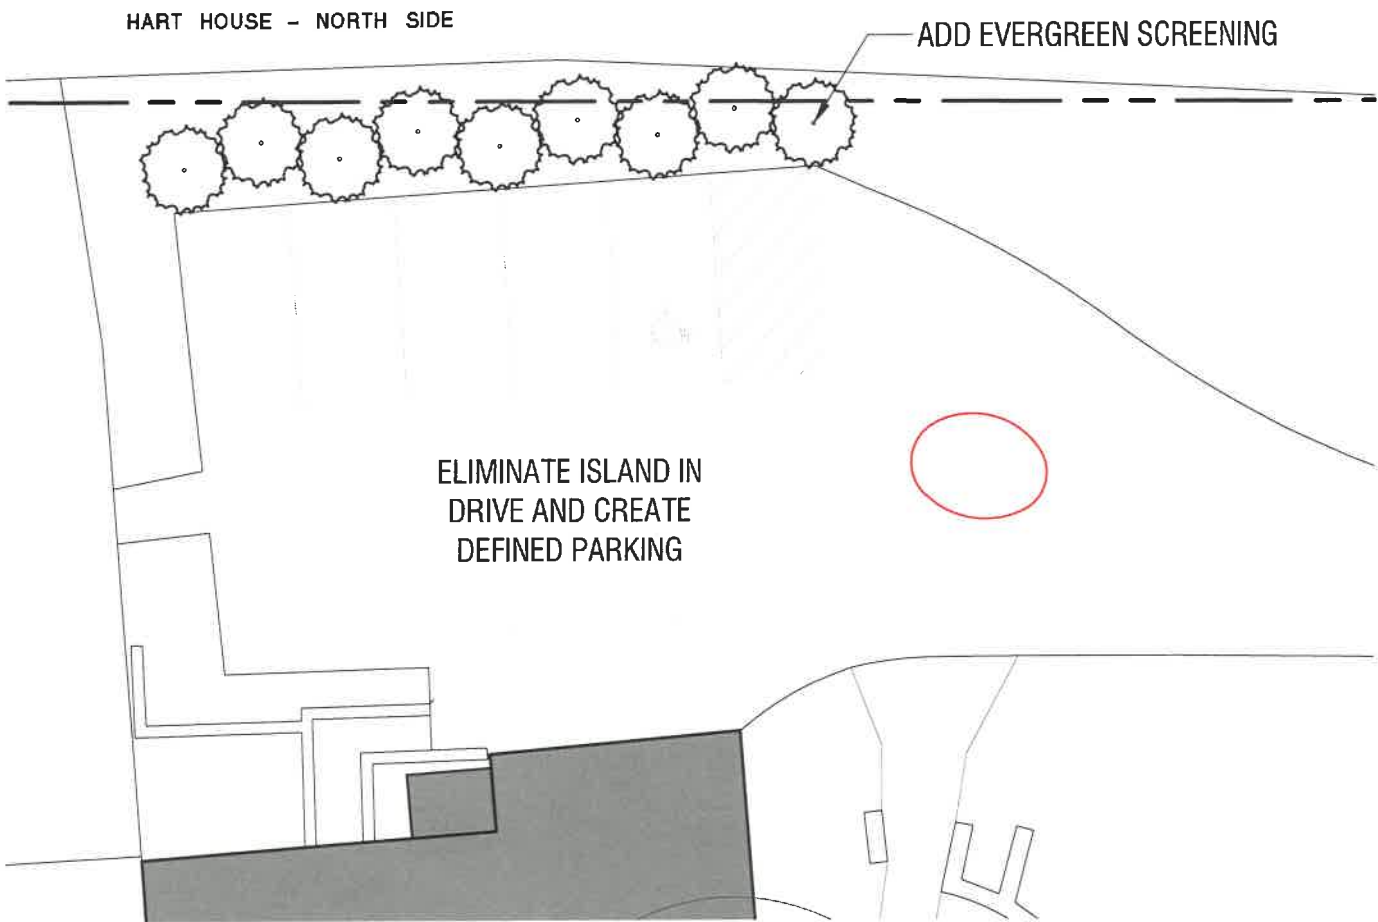 HART HOUSE - NORTH SIDE
ADD EVERGREEN SCREENING
ELIMINATE ISLAND IN
DRIVE AND CREATE
DEFINED PARKING